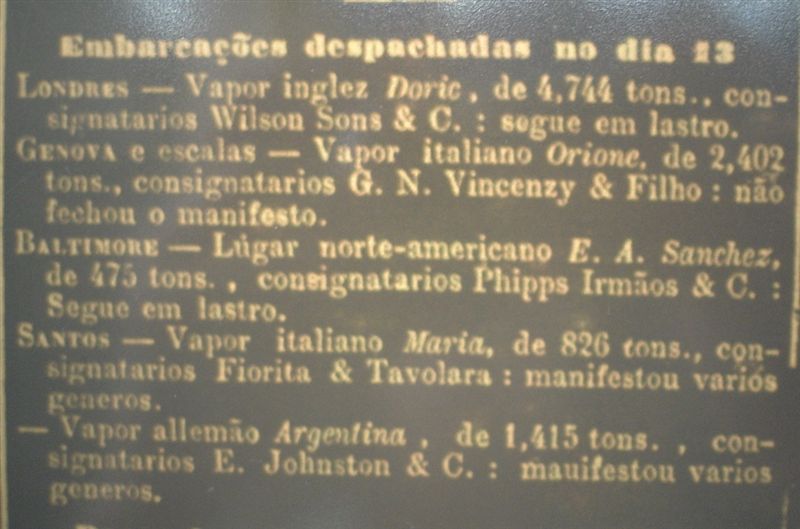 Embarcações despachadas no dia 13
LONDRES — Vapor inglez Doric, de 4,744 tons., con-
signatarios Wilson Sons & C. : segue em lastro.
GENOVA e escalas — Vapor italiano Orione, de 2,402
tons., consignatarios G. N. Vincenzy & Filho : não
fechou o manifesto.
BALTIMORE — Lúgar norte-americano E. A. Sanchez,
de 475 tons. , consignatarios Phipps Irmãos & C. :
Segue em lastro.
SANTOS — Vapor italiano Maria, de 826 tons., con-
signatarios Fiorita & Tavolara : manifestou varios
generos.
— Vapor allemão Argentina , de 1,415 tons. , con-
signatarios E. Johnston & C. : mauifestou varios
generos.